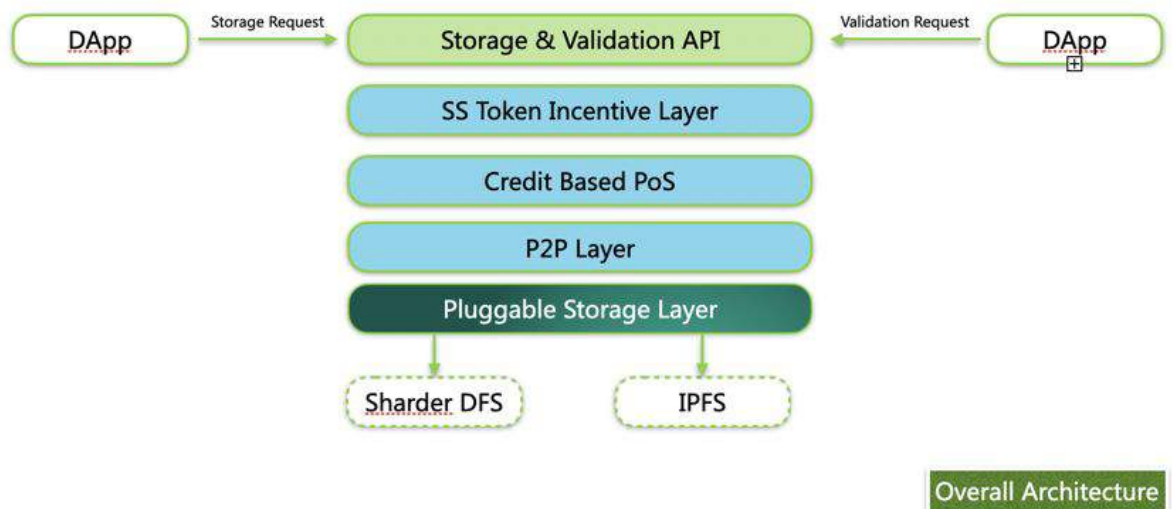 Storage Request
Validation Request
DApp
Storage & Validation API
DApp
SS Token Incentive Layer
Credit Based PoS
P2P Layer
Pluggable Storage Layer
Sharder DFS
IPFS
Overall Architecture